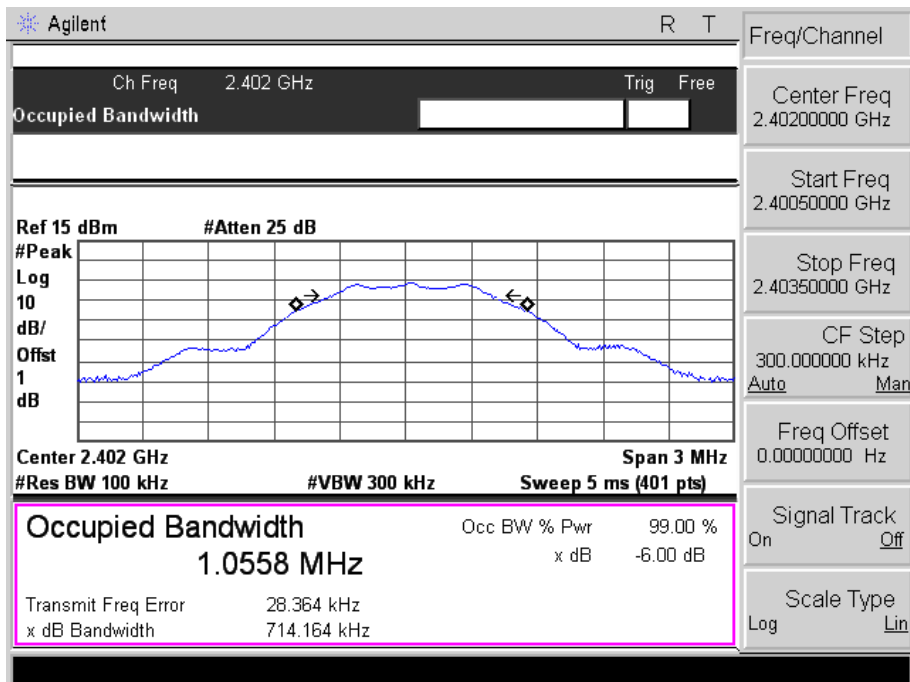 Agilent R T
Ch Freq 2.402 GHz Trig Free
Occupied Bandwidth
Ref 15 dBm #Atten 25 dB
#Peak
Log
10
dB/
Offst
1
dB
Center 2.402 GHz Span 3 MHz
#Res BW 100 kHz #VBW 300 kHz Sweep 5 ms (401 pts)
Occupied Bandwidth
1.0558 MHz
Occ BW % Pwr 99.00 %
x dB -6.00 dB
Transmit Freq Error 28.364 kHz
x dB Bandwidth 714.164 kHz
Freq/Channel
Center Freq
2.40200000 GHz
Start Freq
2.40050000 GHz
Stop Freq
2.40350000 GHz
CF Step
300.000000 kHz
Auto Man
Freq Offset
0.00000000 Hz
Signal Track
On Off
Scale Type
Log Lin